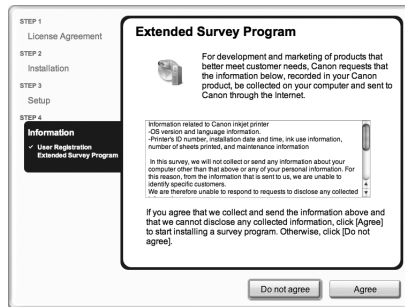 STEP 1
License Agreement
STEP 2
Installation
STEP 3
Setup
STEP 4
Information
✓ User Registration
Extended Survey Program
Extended Survey Program
For development and marketing of products that
better meet customer needs, Canon requests that
the information below, recorded in your Canon
product, be collected on your computer and sent to
Canon through the Internet.
Information related to Canon inkjet printer
-OS version and language information.
-Printer's ID number, installation date and time, ink use information,
number of sheets printed, and maintenance information
In this survey, we will not collect or send any information about your
computer other than that above or any of your personal information. For
this reason, from the information that is sent to us, we are unable to
identify specific customers.
We are therefore unable to respond to requests to disclose any collected
If you agree that we collect and send the information above and
that we cannot disclose any collected information, click [Agree]
to start installing a survey program. Otherwise, click [Do not
agree].
Do not agree
Agree